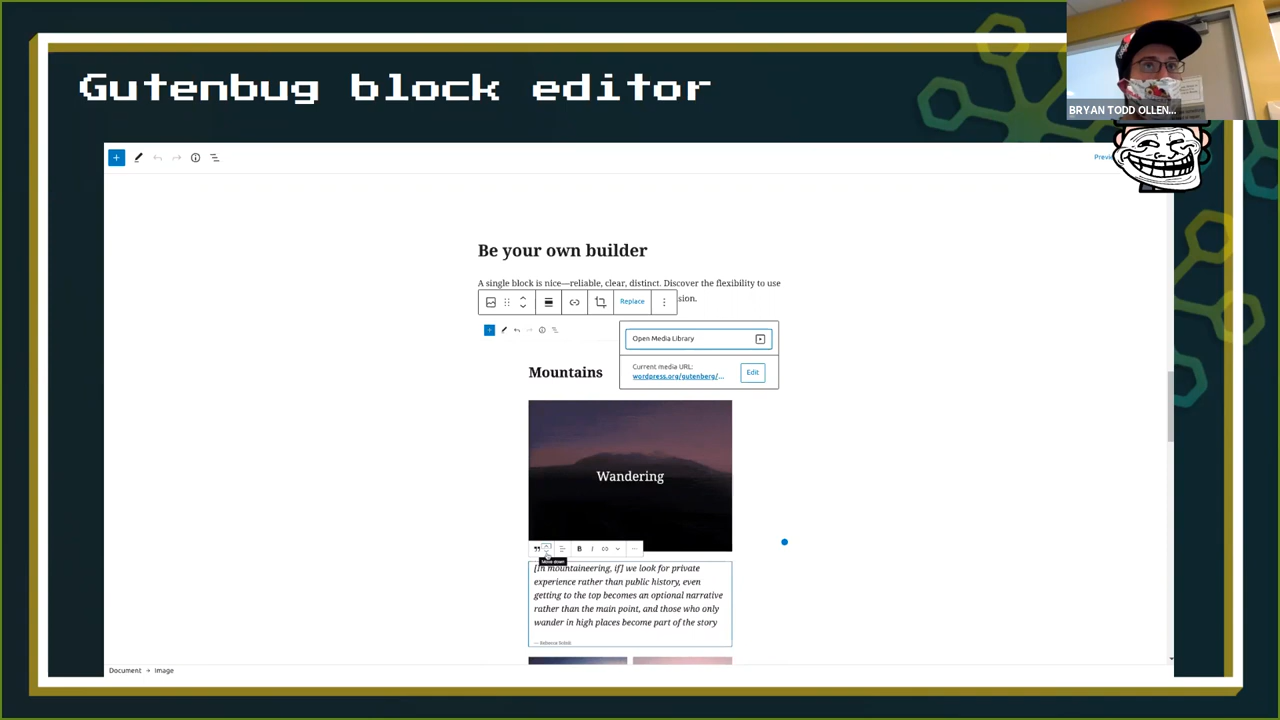 Gutenbug block editor
BRYAN TODD OLLEN...
Be your own builder
A single block is nice—reliable, clear, distinct. Discover the flexibility to use
sion.
Replace
Open Media Library
Current media URL:
wordpress.org/gutenberg/...
Edit
Mountains
Wandering
B I
Move down
[In mountaineering, if] we look for private
experience rather than public history, even
getting to the top becomes an optional narrative
rather than the main point, and those who only
wander in high places become part of the story
— Rebecca Solnit
Document → Image